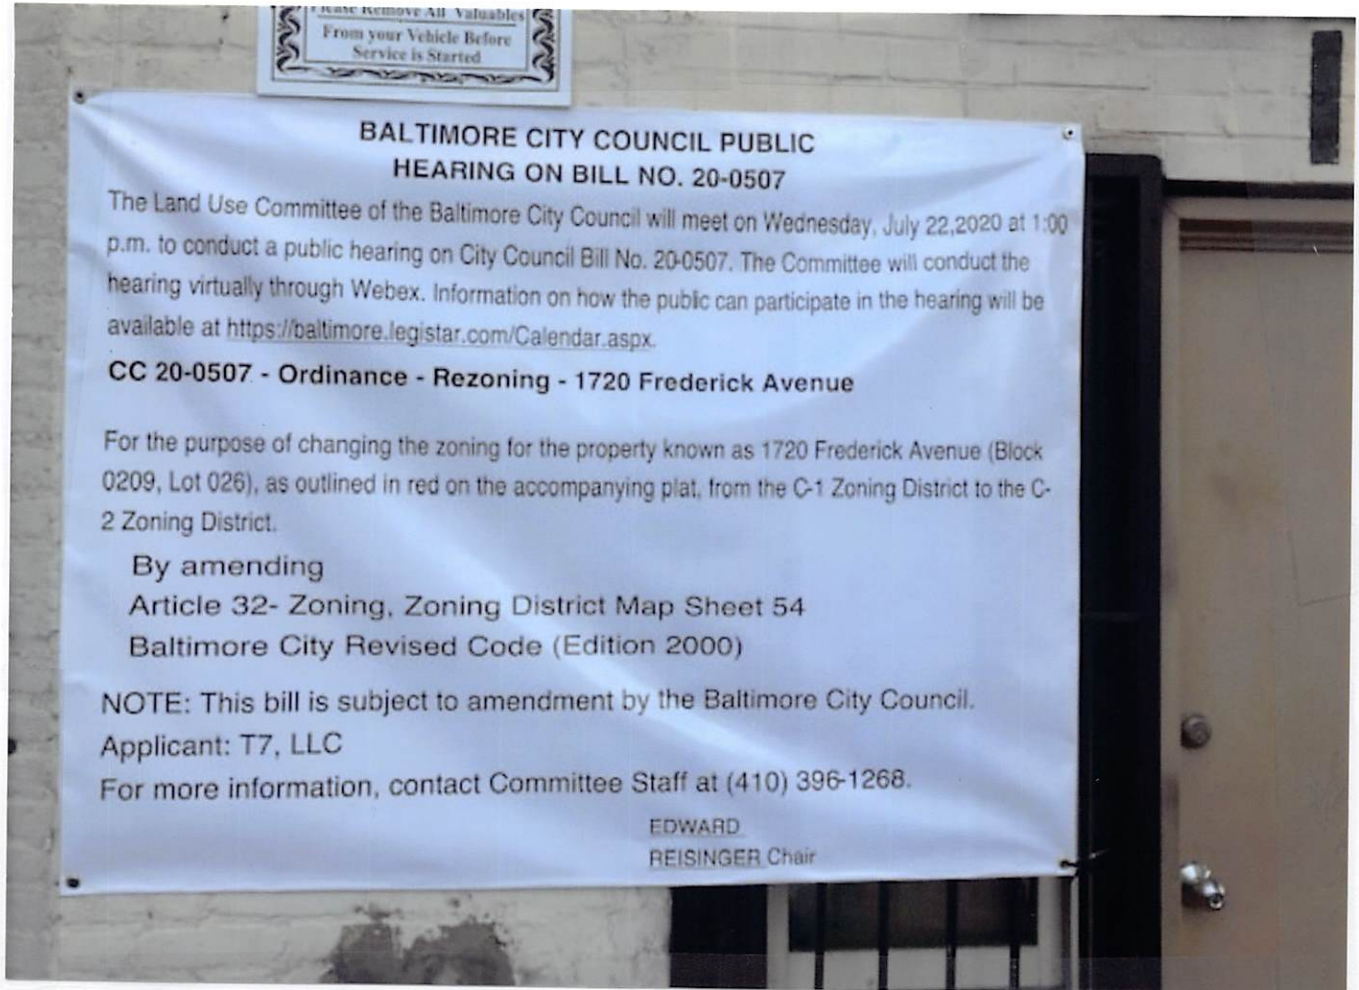 Please Remove All Valuables
From your Vehicle Before
Service is Started
BALTIMORE CITY COUNCIL PUBLIC
HEARING ON BILL NO. 20-0507
The Land Use Committee of the Baltimore City Council will meet on Wednesday, July 22,2020 at 1:00
p.m. to conduct a public hearing on City Council Bill No. 20-0507. The Committee will conduct the
hearing virtually through Webex. Information on how the public can participate in the hearing will be
available at https://baltimore.legistar.com/Calendar.aspx.
CC 20-0507 - Ordinance - Rezoning - 1720 Frederick Avenue
For the purpose of changing the zoning for the property known as 1720 Frederick Avenue (Block
0209, Lot 026), as outlined in red on the accompanying plat, from the C-1 Zoning District to the C-
2 Zoning District.
By amending
Article 32- Zoning, Zoning District Map Sheet 54
Baltimore City Revised Code (Edition 2000)
NOTE: This bill is subject to amendment by the Baltimore City Council.
Applicant: T7, LLC
For more information, contact Committee Staff at (410) 396-1268.
EDWARD
REISINGER Chair